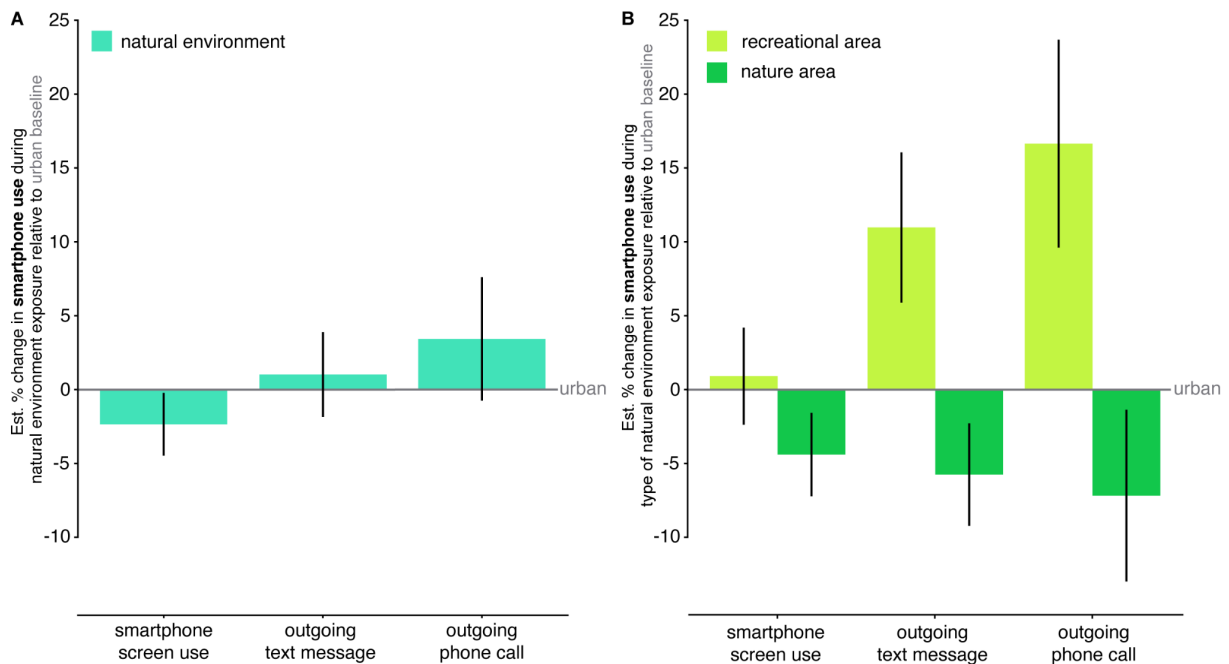 A
Est. % change in smartphone use during
natural environment exposure relative to urban baseline
25
20
15
10
5
0
-5
-10
natural environment
urban
smartphone
screen use
outgoing
text message
outgoing
phone call
B
Est. % change in smartphone use during
type of natural environment exposure relative to urban baseline
25
20
15
10
5
0
-5
-10
recreational area
nature area
urban
smartphone
screen use
outgoing
text message
outgoing
phone call